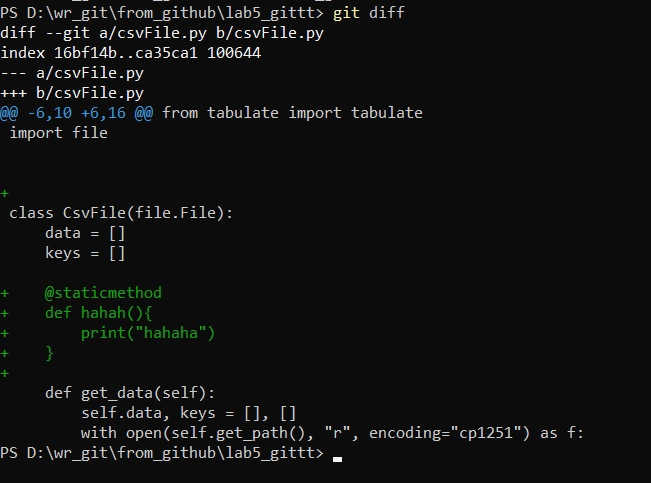 PS D:\wr_git\from_github\lab5_gittt> git diff
diff --git a/csvFile.py b/csvFile.py
index 16bf14b..ca35ca1 100644
--- a/csvFile.py
+++ b/csvFile.py
@@ -6,10 +6,16 @@ from tabulate import tabulate
 import file
+
 class CsvFile(file.File):
     data = []
     keys = []
+    @staticmethod
+    def hahah(){
+        print("hahaha")
+    }
+
     def get_data(self):
         self.data, keys = [], []
         with open(self.get_path(), "r", encoding="cp1251") as f:
PS D:\wr_git\from_github\lab5_gittt>